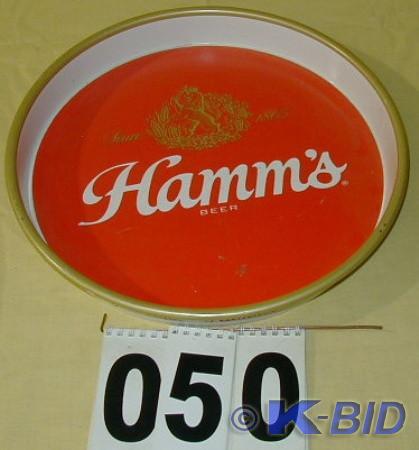 Since 1865
Hamm's®
BEER
050
© K-BID